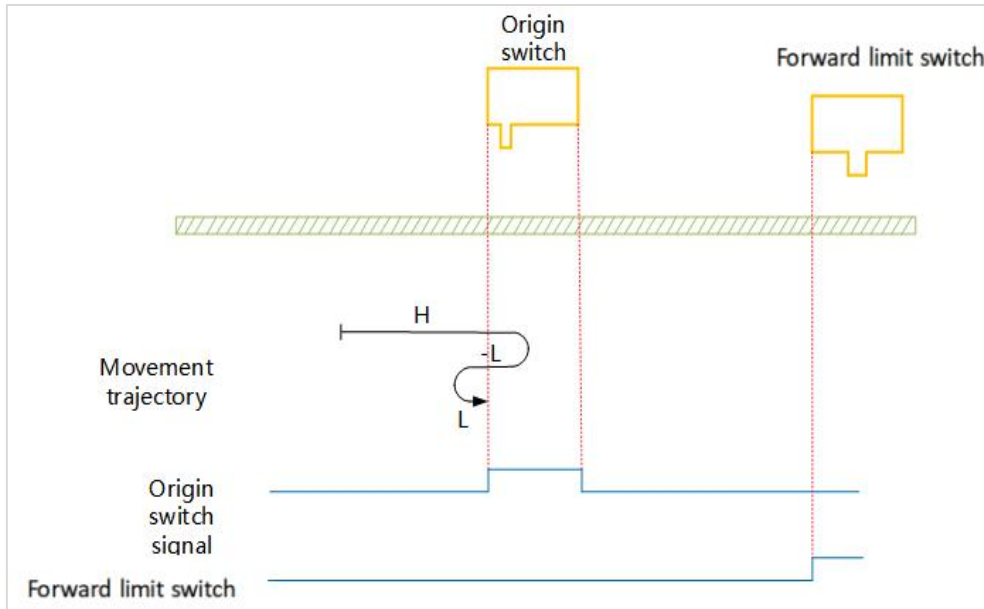 Origin
switch
Forward limit switch
H
-L
Movement
trajectory
L
Origin
switch
signal
Forward limit switch